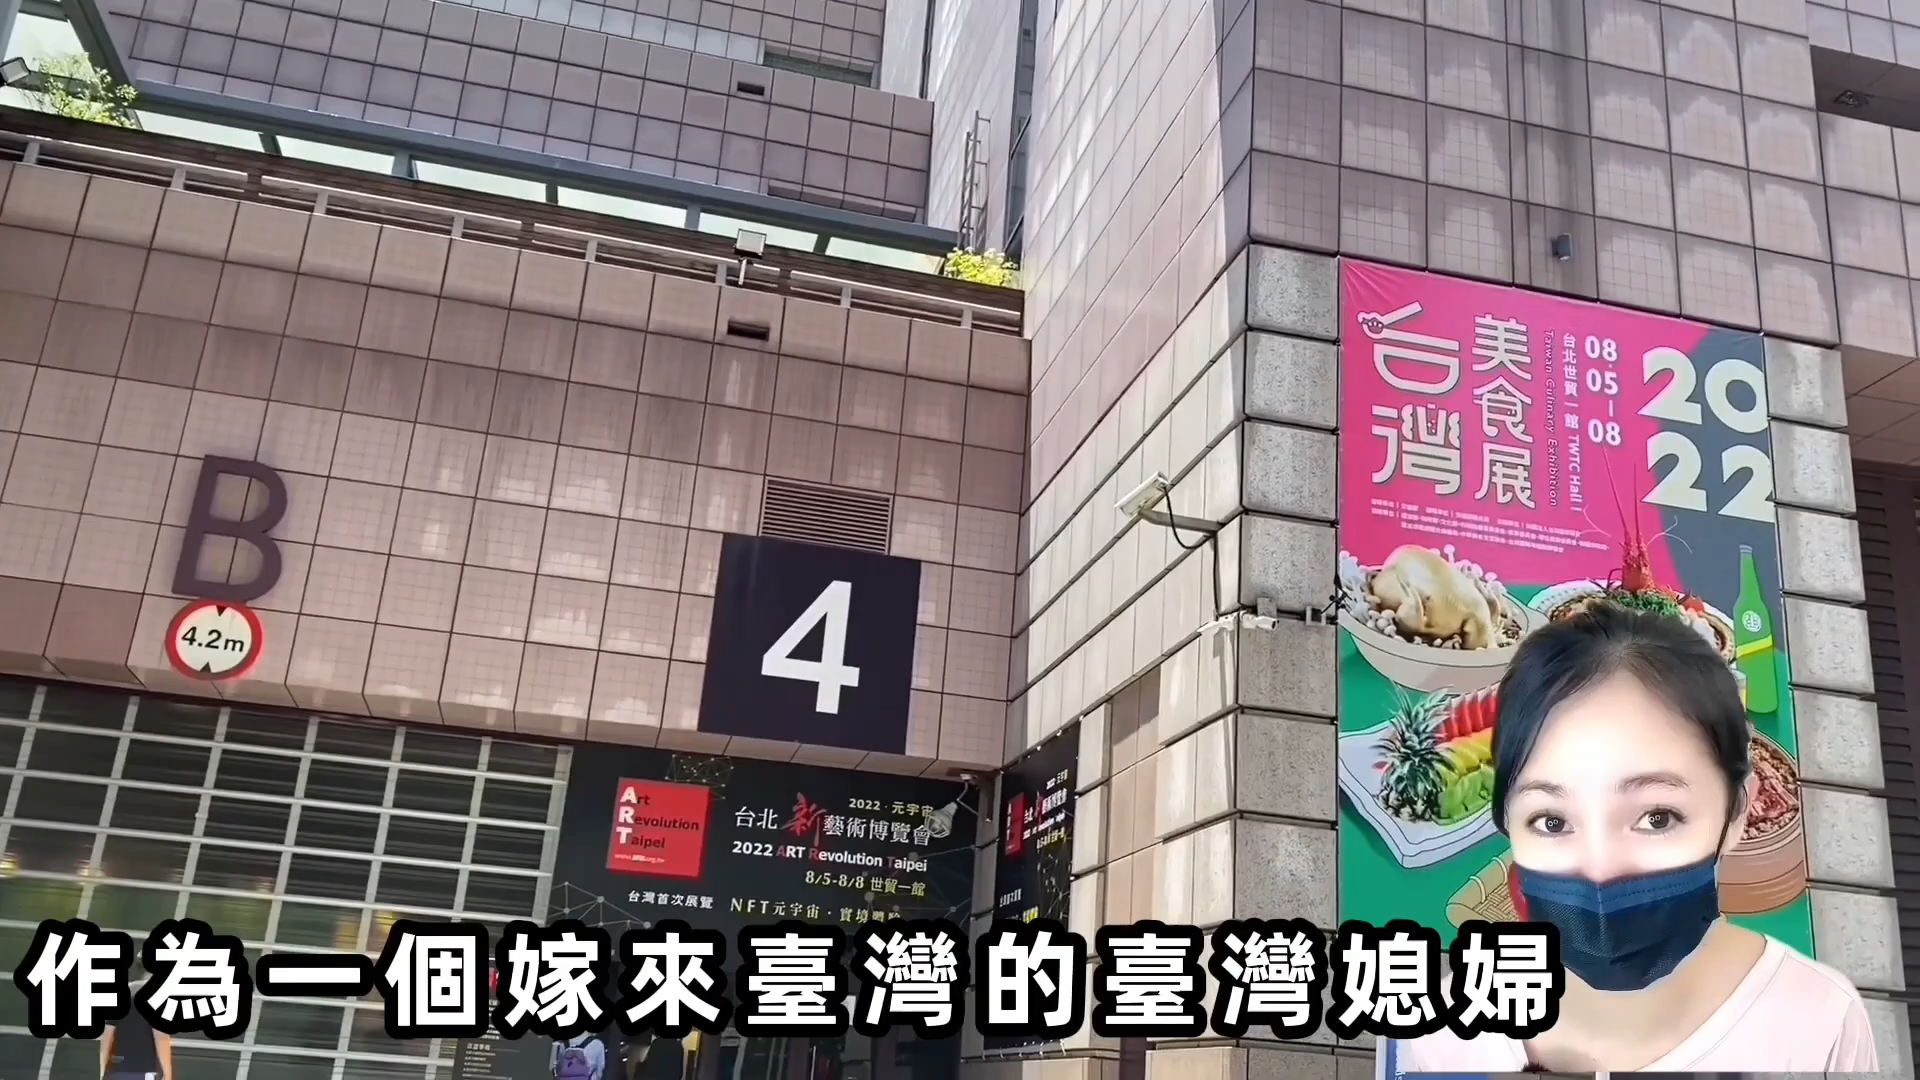 B
4.2m
4
台灣
美食展
Taiwan Culinary Exhibition
台北世貿一館 TWTC Hall 1
08.05-08
2022
ART Revolution Taipei
www.arts.org.tw
2022·元宇宙
台北新藝術博覽會
2022 ART Revolution Taipei
8/5-8/8 世貿一館
台灣首次展覽 NFT元宇宙·實境體驗
作為一個嫁來臺灣的臺灣媳婦